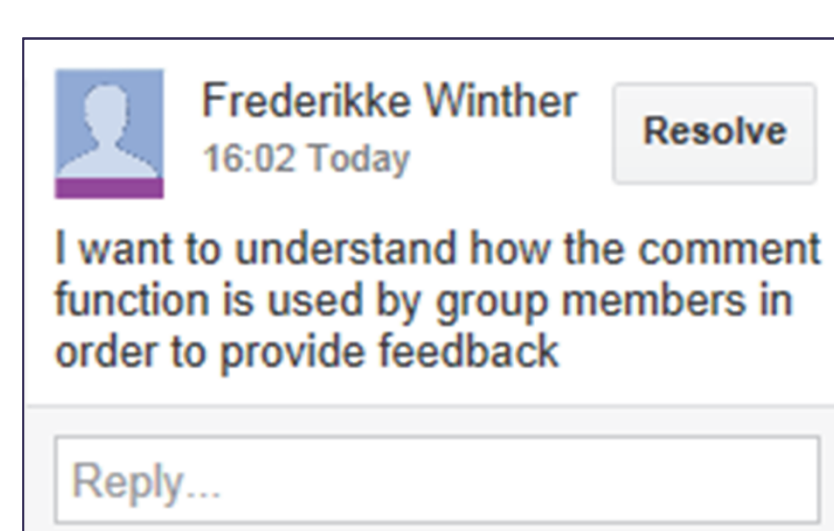 Frederikke Winther
Resolve
16:02 Today
I want to understand how the comment
function is used by group members in
order to provide feedback
Reply...